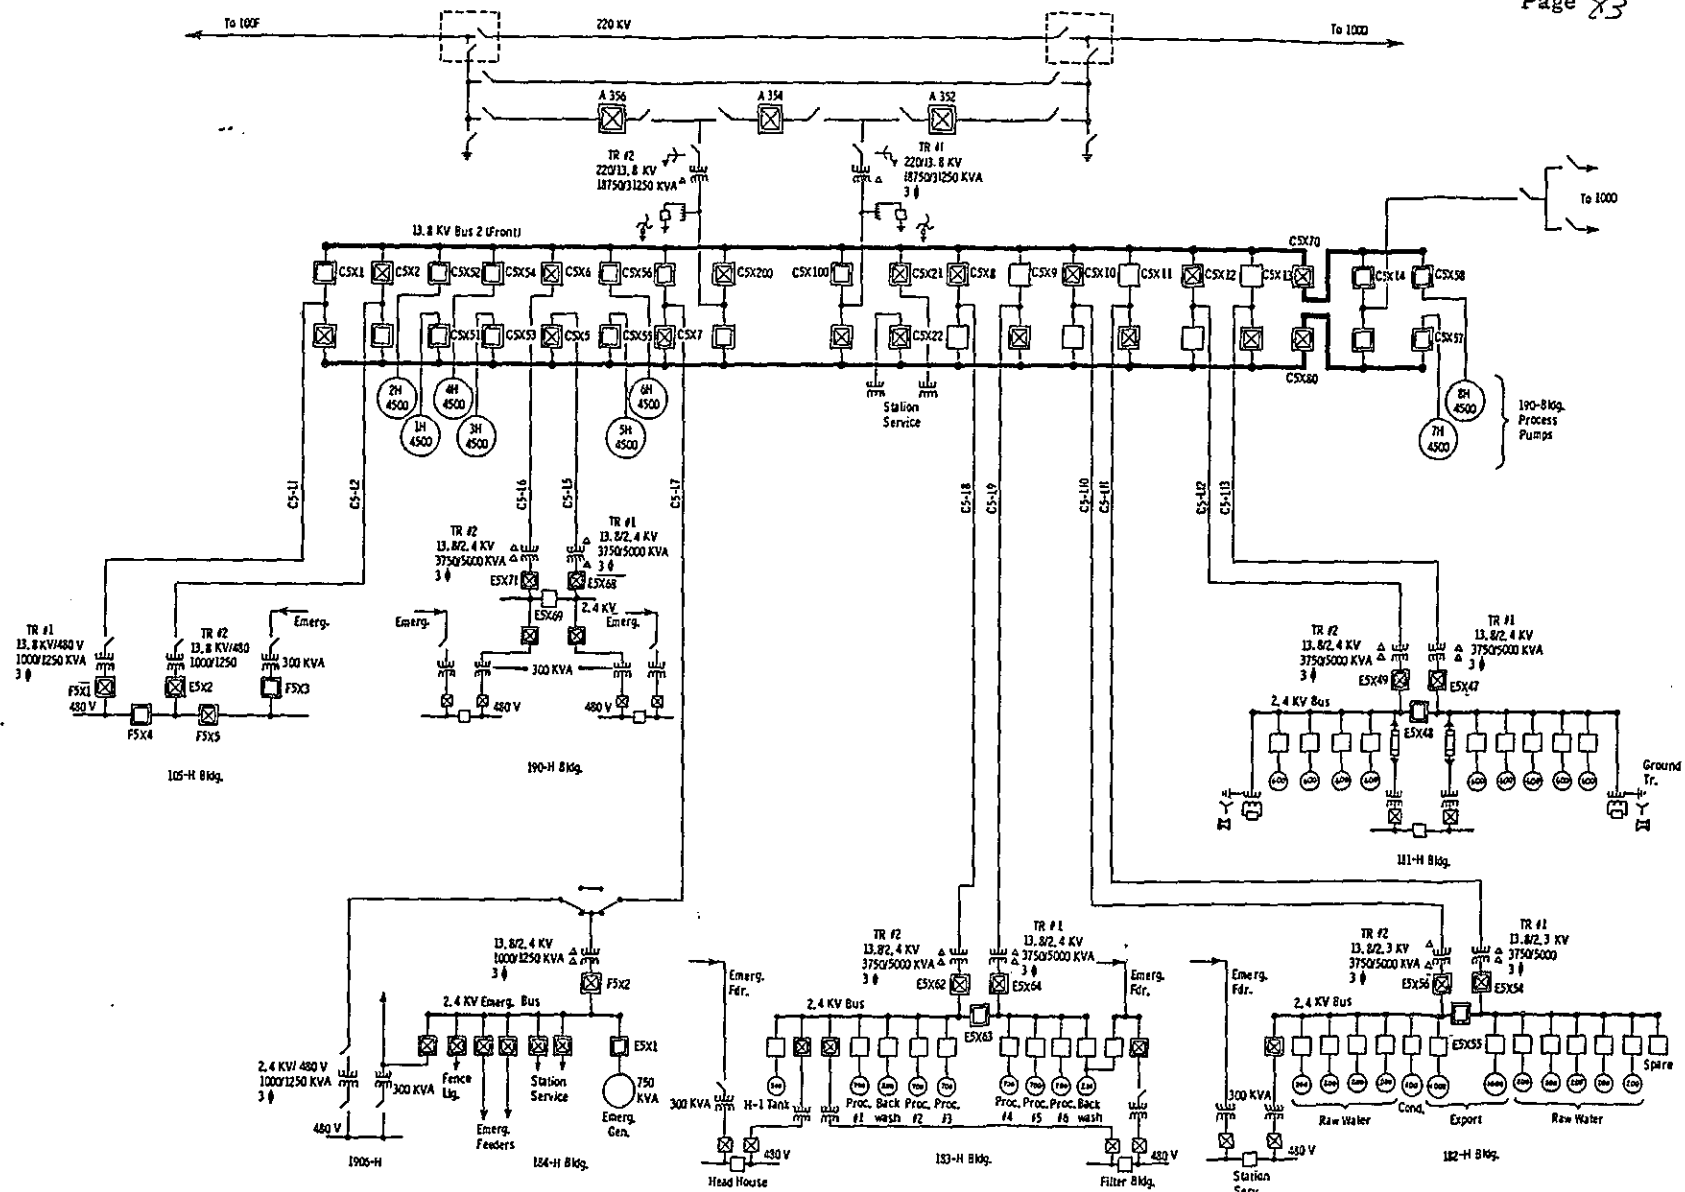 Page 83
To 100F
220 KV
To 100D
A 356
A 354
A 352
TR #2
220/13.8 KV
18750/31250 KVA
TR #1
220/13.8 KV
18750/31250 KVA
3 ϕ
To 100D
13.8 KV Bus 2 (Front)
C5X70
C5X1
C5X2
C5X52
C5X54
C5X6
C5X56
C5X200
C5X100
C5X21
C5X8
C5X9
C5X10
C5X11
C5X12
C5X13
C5X14
C5X58
C5X51
C5X53
C5X5
C5X55
C5X7
C5X22
C5X57
C5X80
2H
4500
4H
4500
6H
4500
1H
4500
3H
4500
5H
4500
Station
Service
8H
4500
7H
4500
190-Bldg.
Process
Pumps
C5-L1
C5-L2
C5-L6
C5-L5
C5-L7
C5-L8
C5-L9
C5-L10
C5-L11
C5-L12
C5-L13
TR #2
13.8/2.4 KV
3750/5000 KVA
3 ϕ
TR #1
13.8/2.4 KV
3750/5000 KVA
3 ϕ
E5X71
E5X68
E5X69
2.4 KV
Emerg.
Emerg.
300 KVA
480 V
480 V
190-H Bldg.
TR #1
13.8 KV/480 V
1000/1250 KVA
3 ϕ
TR #2
13.8 KV/480
1000/1250
Emerg.
300 KVA
F5X1
E5X2
F5X3
480 V
F5X4
F5X5
105-H Bldg.
TR #2
13.8/2.4 KV
3750/5000 KVA
3 ϕ
TR #1
13.8/2.4 KV
3750/5000 KVA
3 ϕ
E5X49
E5X47
2.4 KV Bus
E5X48
600
600
600
600
600
600
600
600
600
Ground
Tr.
181-H Bldg.
13.8/2.4 KV
1000/1250 KVA
3 ϕ
F5X2
2.4 KV Emerg. Bus
E5X1
2.4 KV/480 V
1000/1250 KVA
3 ϕ
300 KVA
480 V
1906-H
Fence
Ltg.
Emerg.
Feeders
Station
Service
750
KVA
Emerg.
Gen.
184-H Bldg.
Emerg.
Fdr.
TR #2
13.8/2.4 KV
3750/5000 KVA
3 ϕ
TR #1
13.8/2.4 KV
3750/5000 KVA
3 ϕ
Emerg.
Fdr.
E5X62
E5X64
2.4 KV Bus
E5X63
300 KVA
H-1 Tank
Proc.
#1
Back
wash
Proc.
#2
Proc.
#3
Proc.
#4
Proc.
#5
Proc.
#6
Back
wash
480 V
Head House
183-H Bldg.
480 V
Filter Bldg.
Emerg.
Fdr.
TR #2
13.8/2.3 KV
3750/5000 KVA
3 ϕ
TR #1
13.8/2.3 KV
3750/5000
3 ϕ
E5X56
E5X54
2.4 KV Bus
E5X55
Spare
300 KVA
Raw Water
Cond.
Export
Raw Water
480 V
Station
Serv.
182-H Bldg.